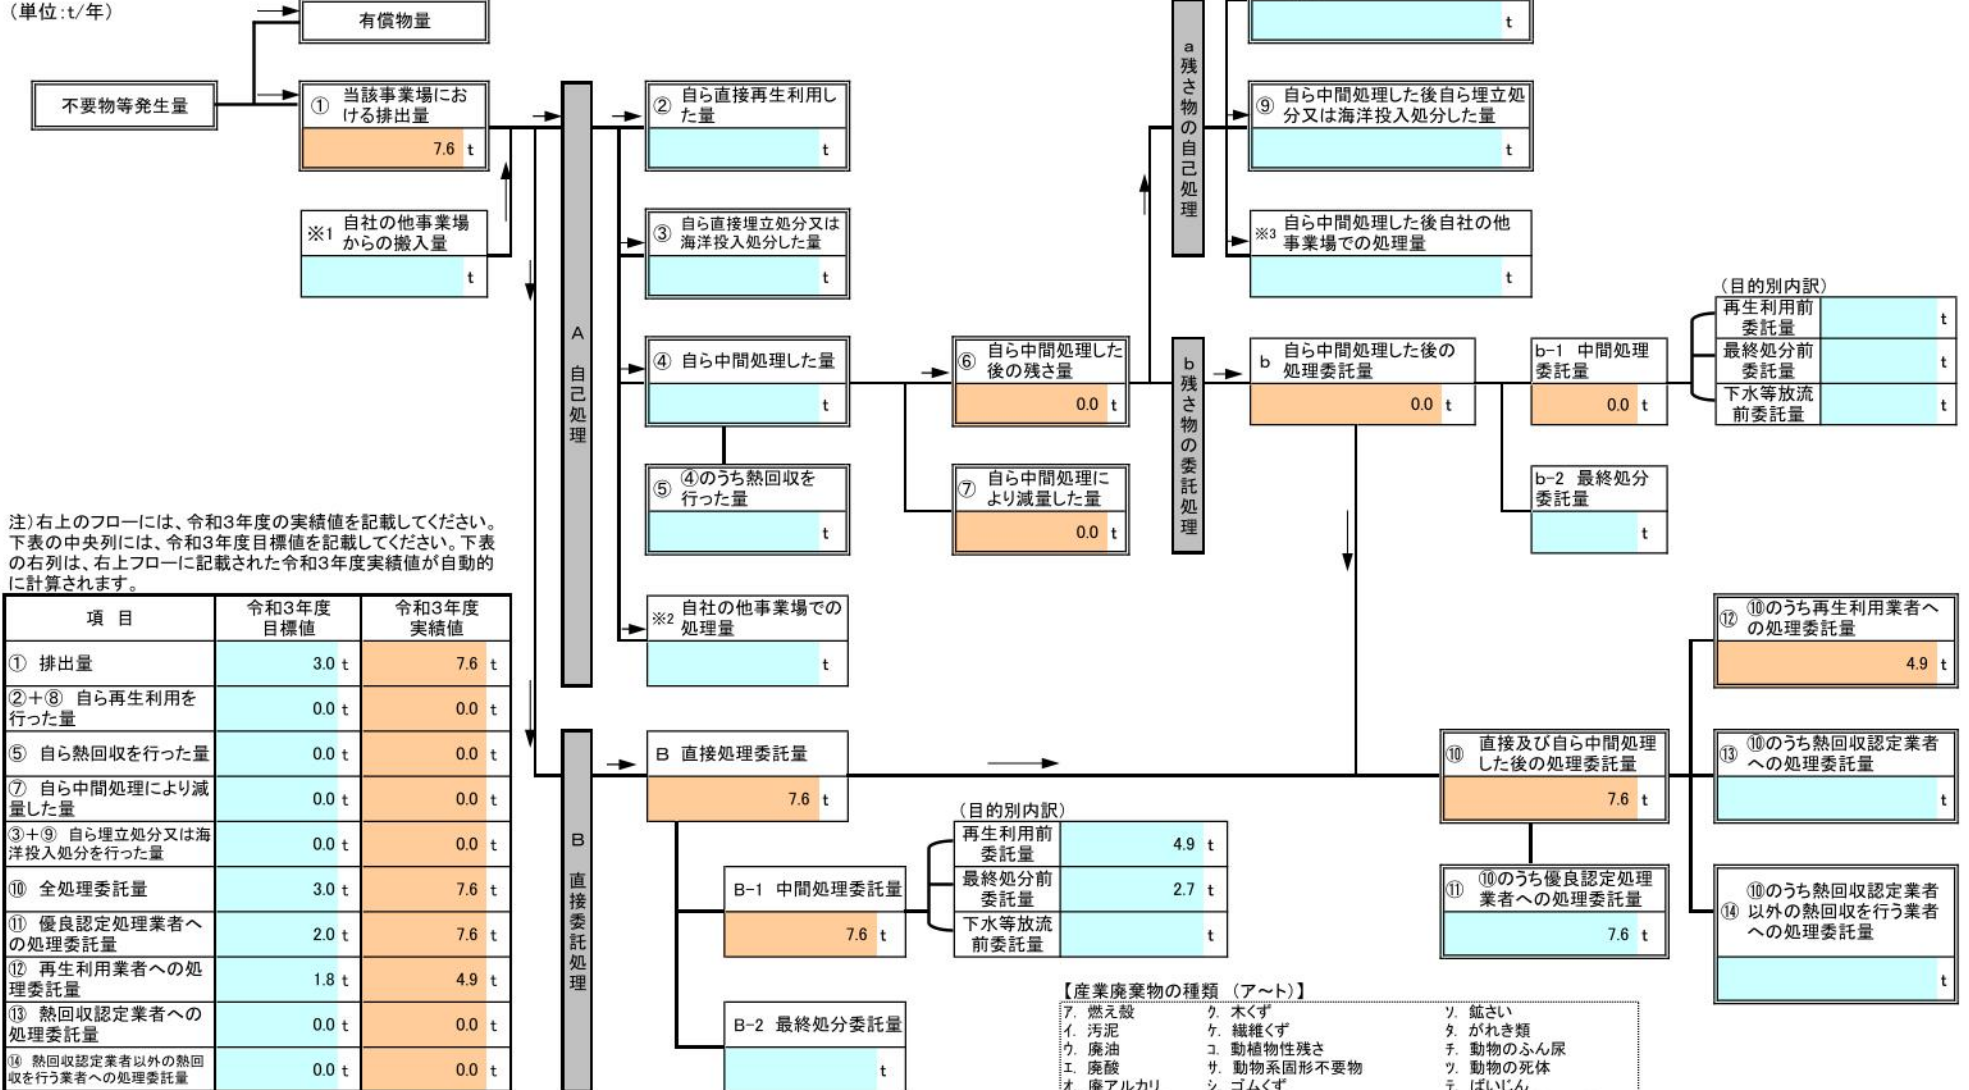 (単位:t/年)
有償物量
不要物等発生量
① 当該事業場にお
ける排出量
7.6 t
※1 自社の他事業場
からの搬入量
t
A 自己処理
② 自ら直接再生利用し
た量
t
③ 自ら直接埋立処分又は
海洋投入処分した量
t
④ 自ら中間処理した量
t
⑤ ④のうち熱回収を
行った量
t
※2 自社の他事業場での
処理量
t
⑥ 自ら中間処理した
後の残さ量
0.0 t
⑦ 自ら中間処理に
より減量した量
0.0 t
a 残さ物の自己処理
t
⑨ 自ら中間処理した後自ら埋立処
分又は海洋投入処分した量
t
※3 自ら中間処理した後自社の他
事業場での処理量
t
b 残さ物の委託処理
b 自ら中間処理した後の
処理委託量
0.0 t
b-1 中間処理
委託量
0.0 t
(目的別内訳)
再生利用前
委託量
t
最終処分前
委託量
t
下水等放流
前委託量
t
b-2 最終処分
委託量
t
注)右上のフローには、令和3年度の実績値を記載してください。
下表の中央列には、令和3年度目標値を記載してください。下表
の右列は、右上フローに記載された令和3年度実績値が自動的
に計算されます。
項 目 令和3年度 目標値 令和3年度 実績値
① 排出量 3.0 t 7.6 t
②+⑧ 自ら再生利用を
行った量 0.0 t 0.0 t
⑤ 自ら熱回収を行った量 0.0 t 0.0 t
⑦ 自ら中間処理により減
量した量 0.0 t 0.0 t
③+⑨ 自ら埋立処分又は海
洋投入処分を行った量 0.0 t 0.0 t
⑩ 全処理委託量 3.0 t 7.6 t
⑪ 優良認定処理業者へ
の処理委託量 2.0 t 7.6 t
⑫ 再生利用業者への処
理委託量 1.8 t 4.9 t
⑬ 熱回収認定業者への
処理委託量 0.0 t 0.0 t
⑭ 熱回収認定業者以外の熱回
収を行う業者への処理委託量 0.0 t 0.0 t
B 直接委託処理
B 直接処理委託量
7.6 t
B-1 中間処理委託量
7.6 t
(目的別内訳)
再生利用前
委託量
4.9 t
最終処分前
委託量
2.7 t
下水等放流
前委託量
t
B-2 最終処分委託量
t
⑩ 直接及び自ら中間処理
した後の処理委託量
7.6 t
⑪ ⑩のうち優良認定処理
業者への処理委託量
7.6 t
⑫ ⑩のうち再生利用業者へ
の処理委託量
4.9 t
⑬ ⑩のうち熱回収認定業者
への処理委託量
t
⑭ ⑩のうち熱回収認定業者
以外の熱回収を行う業者
への処理委託量
t
【産業廃棄物の種類 (ア~ト)】
ア. 燃え殻 ク. 木くず ソ. 鉱さい
イ. 汚泥 ケ. 繊維くず タ. がれき類
ウ. 廃油 コ. 動植物性残さ チ. 動物のふん尿
エ. 廃酸 サ. 動物系固形不要物 ツ. 動物の死体
オ. 廃アルカリ シ. ゴムくず テ. ばいじん